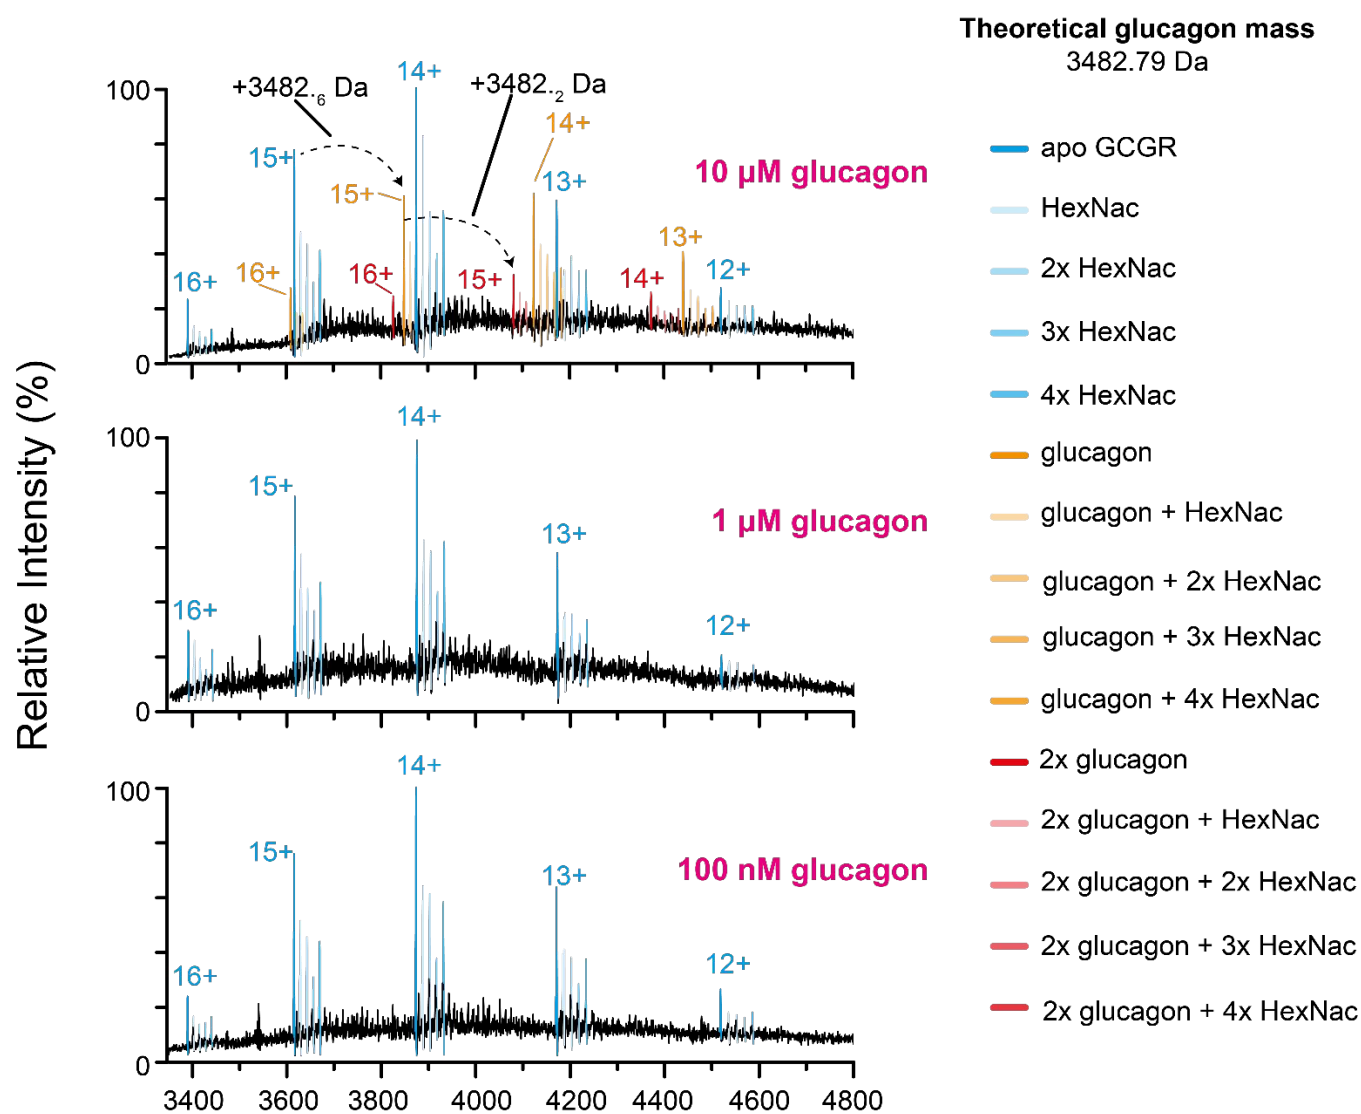 Theoretical glucagon mass
3482.79 Da
Relative Intensity (%)
100
0
+3482.6 Da
+3482.2 Da
14+
15+
15+
14+
13+
16+
16+
16+
15+
14+
13+
12+
10 µM glucagon
100
0
14+
15+
13+
16+
12+
1 µM glucagon
100
0
14+
15+
13+
16+
12+
100 nM glucagon
3400 3600 3800 4000 4200 4400 4600 4800
apo GCGR
HexNac
2x HexNac
3x HexNac
4x HexNac
glucagon
glucagon + HexNac
glucagon + 2x HexNac
glucagon + 3x HexNac
glucagon + 4x HexNac
2x glucagon
2x glucagon + HexNac
2x glucagon + 2x HexNac
2x glucagon + 3x HexNac
2x glucagon + 4x HexNac